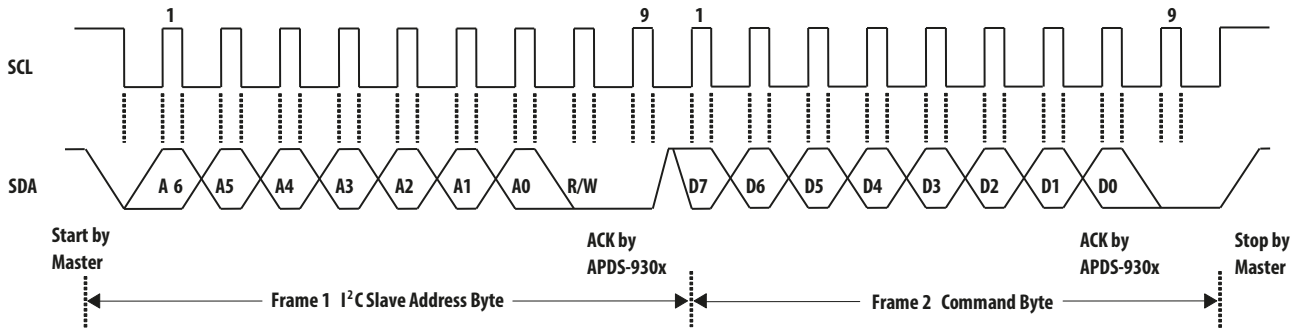 1 9 1 9
SCL
SDA
A 6 A5 A4 A3 A2 A1 A0 R/W D7 D6 D5 D4 D3 D2 D1 D0
Start by
Master
ACK by
APDS-930x
ACK by
APDS-930x
Stop by
Master
Frame 1 I²C Slave Address Byte
Frame 2 Command Byte